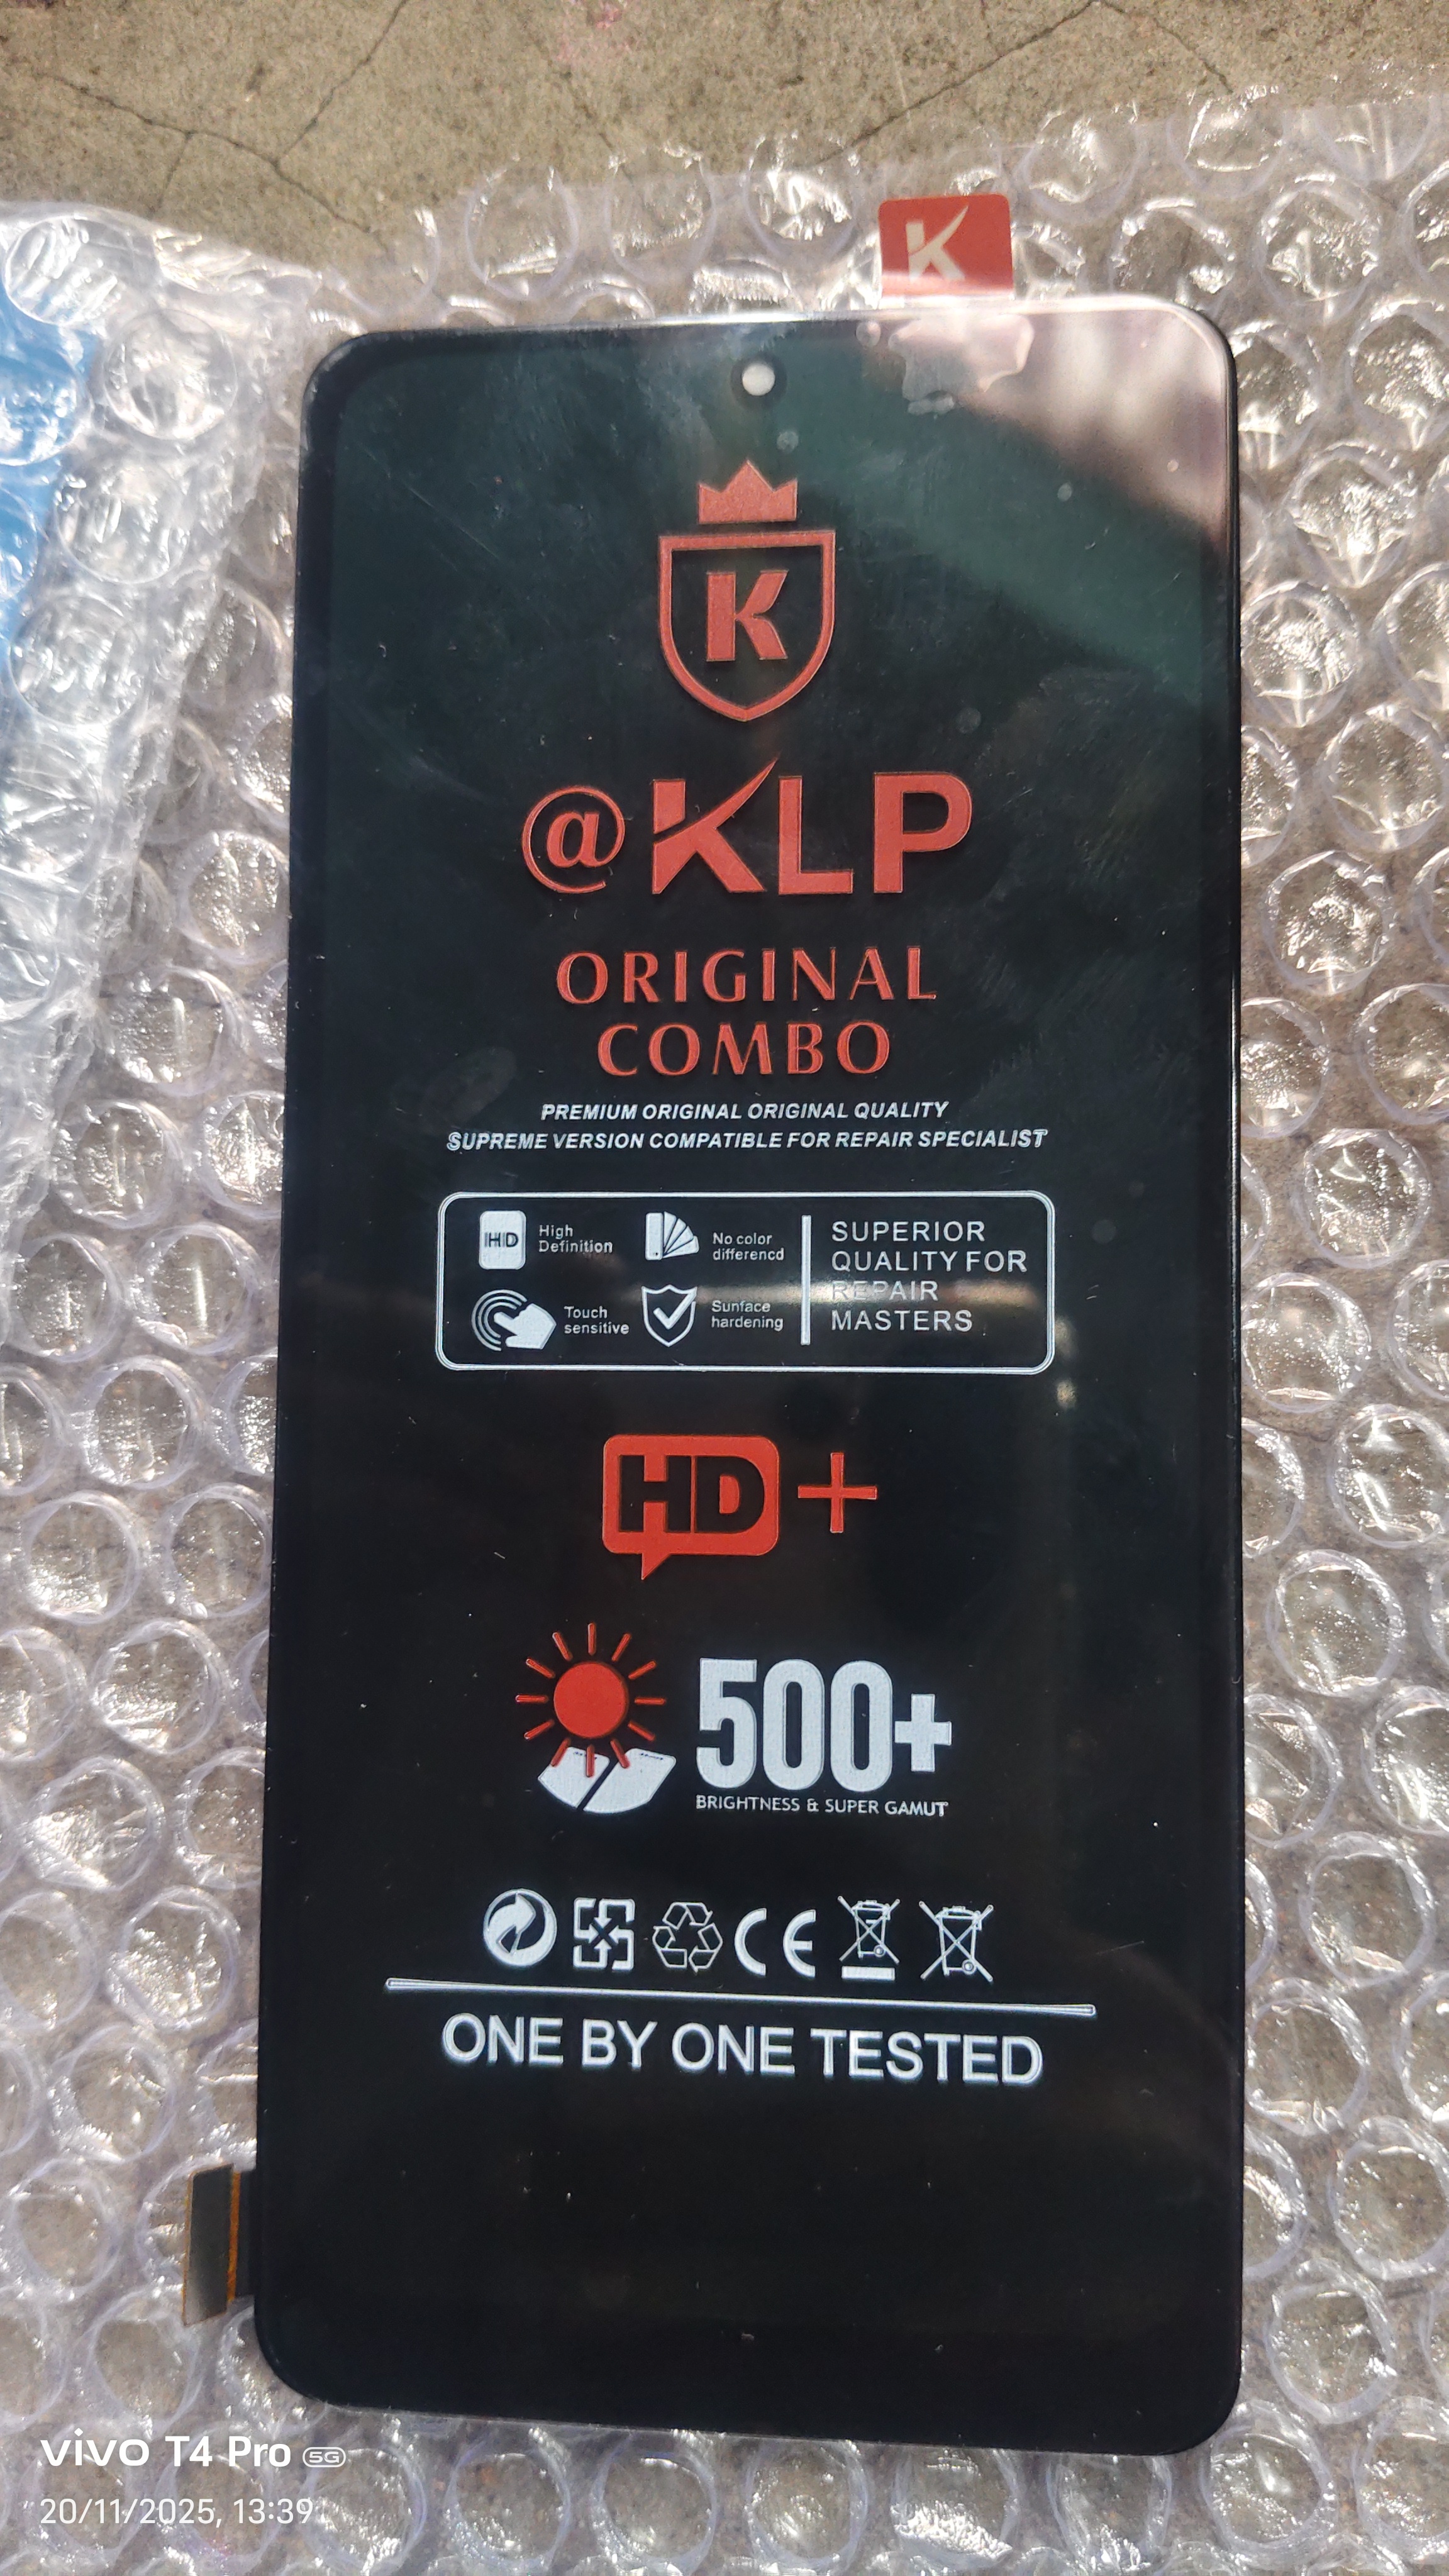 K
K
@KLP
ORIGINAL
COMBO
PREMIUM ORIGINAL ORIGINAL QUALITY
SUPREME VERSION COMPATIBLE FOR REPAIR SPECIALIST
HD
High
Definition
No color
differencd
Touch
sensitive
Sunface
hardening
SUPERIOR
QUALITY FOR
REPAIR
MASTERS
HD+
500+
BRIGHTNESS & SUPER GAMUT
CE
ONE BY ONE TESTED
vivo T4 Pro 5G
20/11/2025, 13:39